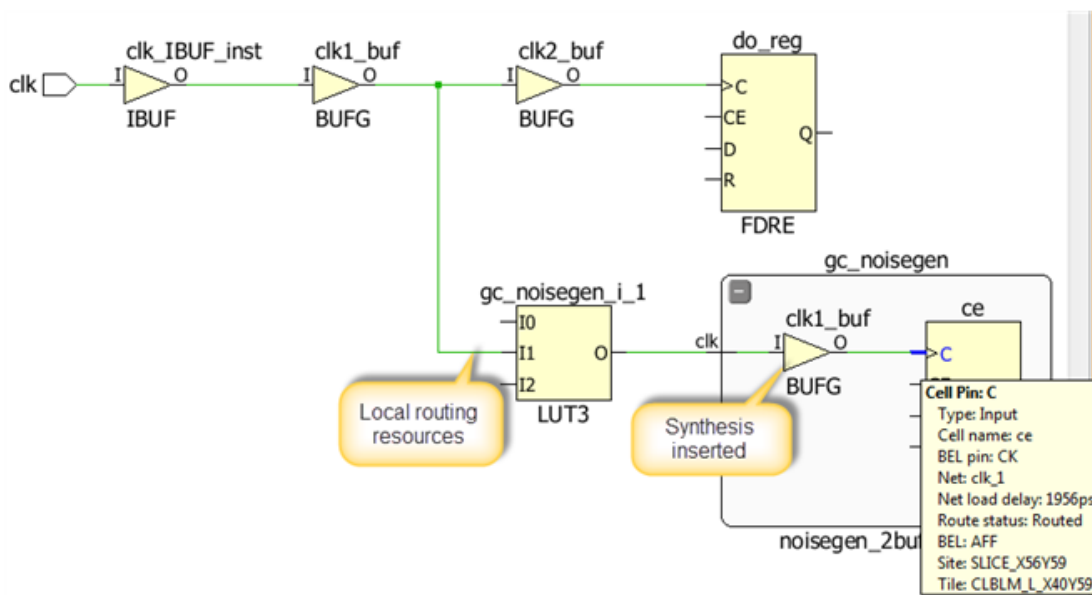 clk
clk_IBUF_inst
I
O
IBUF
clk1_buf
I
O
BUFG
clk2_buf
I
O
BUFG
do_reg
C
CE
D
R
Q
FDRE
gc_noisegen_i_1
I0
I1
I2
O
LUT3
Local routing
resources
gc_noisegen
clk
clk1_buf
I
O
BUFG
Synthesis
inserted
ce
C
noisegen_2buf
Cell Pin: C
Type: Input
Cell name: ce
BEL pin: CK
Net: clk_1
Net load delay: 1956ps
Route status: Routed
BEL: AFF
Site: SLICE_X56Y59
Tile: CLBLM_L_X40Y59